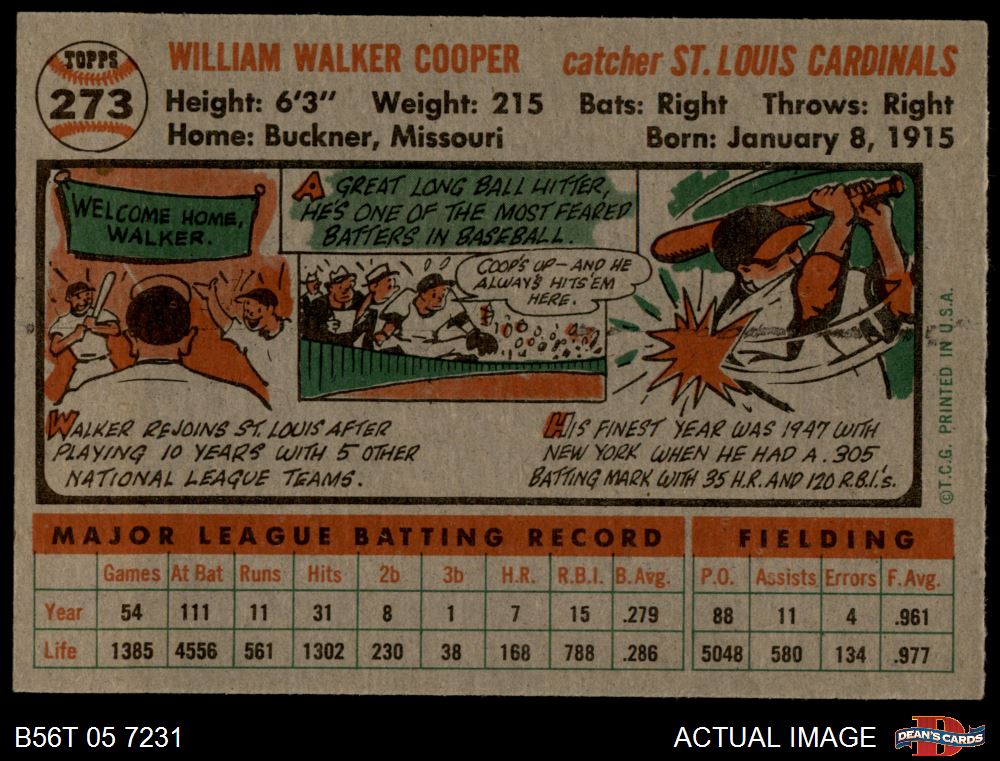 TOPPS
273
WILLIAM WALKER COOPER catcher ST. LOUIS CARDINALS
Height: 6'3" Weight: 215 Bats: Right Throws: Right
Home: Buckner, Missouri Born: January 8, 1915
WELCOME HOME,
WALKER.
A GREAT LONG BALL HITTER,
HE'S ONE OF THE MOST FEARED
BATTERS IN BASEBALL.
COOP'S UP—AND HE
ALWAYS HITS 'EM
HERE.
WALKER REJOINS ST. LOUIS AFTER
PLAYING 10 YEARS WITH 5 OTHER
NATIONAL LEAGUE TEAMS.
HIS FINEST YEAR WAS 1947 WITH
NEW YORK WHEN HE HAD A .305
BATTING MARK WITH 35 H.R. AND 120 R.B.I.'s.
©T.C.G. PRINTED IN U.S.A.
MAJOR LEAGUE BATTING RECORD FIELDING
Games At Bat Runs Hits 2b 3b H.R. R.B.I. B.Avg. P.O. Assists Errors F.Avg.
Year 54 111 11 31 8 1 7 15 .279 88 11 4 .961
Life 1385 4556 561 1302 230 38 168 788 .286 5048 580 134 .977
B56T 05 7231 ACTUAL IMAGE DEAN'S CARDS